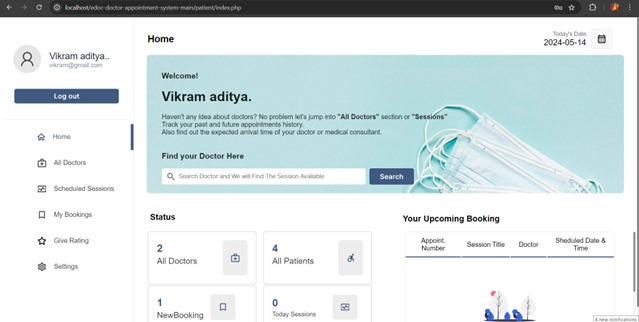 localhost/edoc-doctor-appointment-system-main/patient/index.php
Vikram aditya..
vikram@gmail.com
Log out
Home
All Doctors
Scheduled Sessions
My Bookings
Give Rating
Settings
Home
Today's Date
2024-05-14
Welcome!
Vikram aditya.
Haven't any idea about doctors? No problem let's jump into "All Doctors" section or "Sessions"
Track your past and future appointments history.
Also find out the expected arrival time of your doctor or medical consultant.
Find your Doctor Here
Search Doctor and We will Find The Session Available
Search
Status
2
All Doctors
4
All Patients
1
NewBooking
0
Today Sessions
Your Upcoming Booking
Appoint. Number
Session Title
Doctor
Sheduled Date & Time
4 new notifications